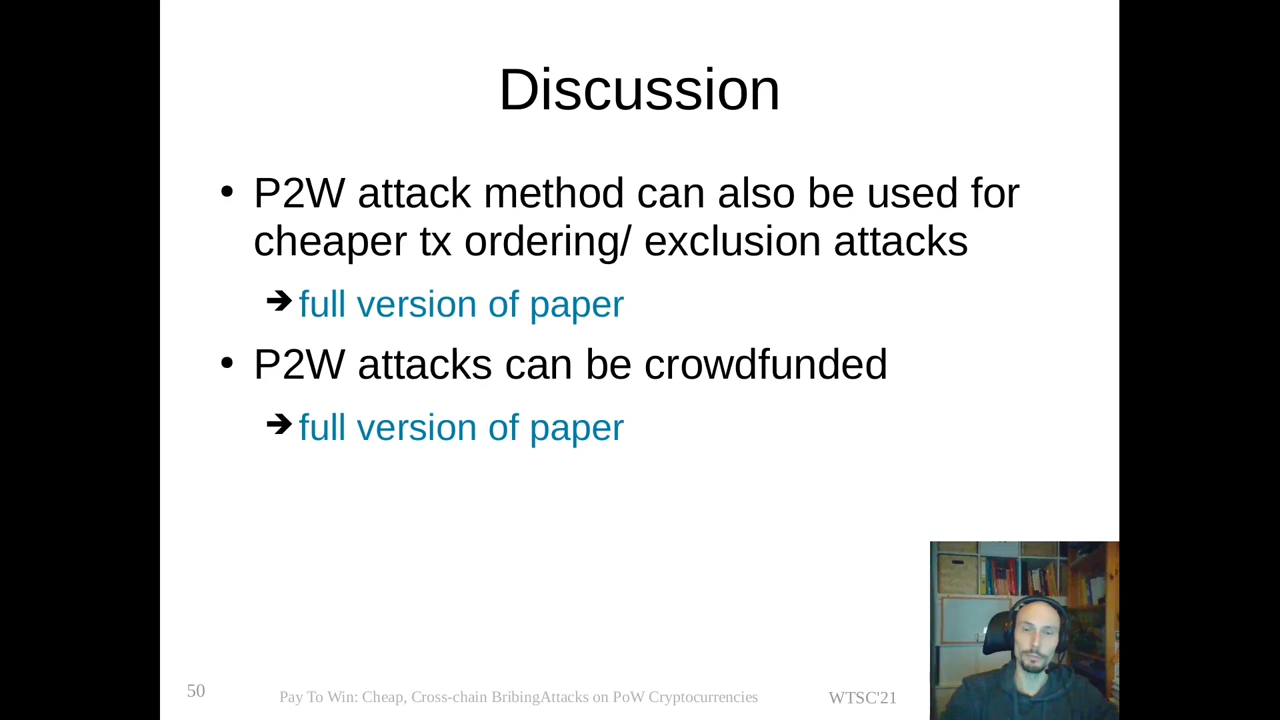 Discussion
• P2W attack method can also be used for
cheaper tx ordering/ exclusion attacks
➔ full version of paper
• P2W attacks can be crowdfunded
➔ full version of paper
50
Pay To Win: Cheap, Cross-chain BribingAttacks on PoW Cryptocurrencies
WTSC'21